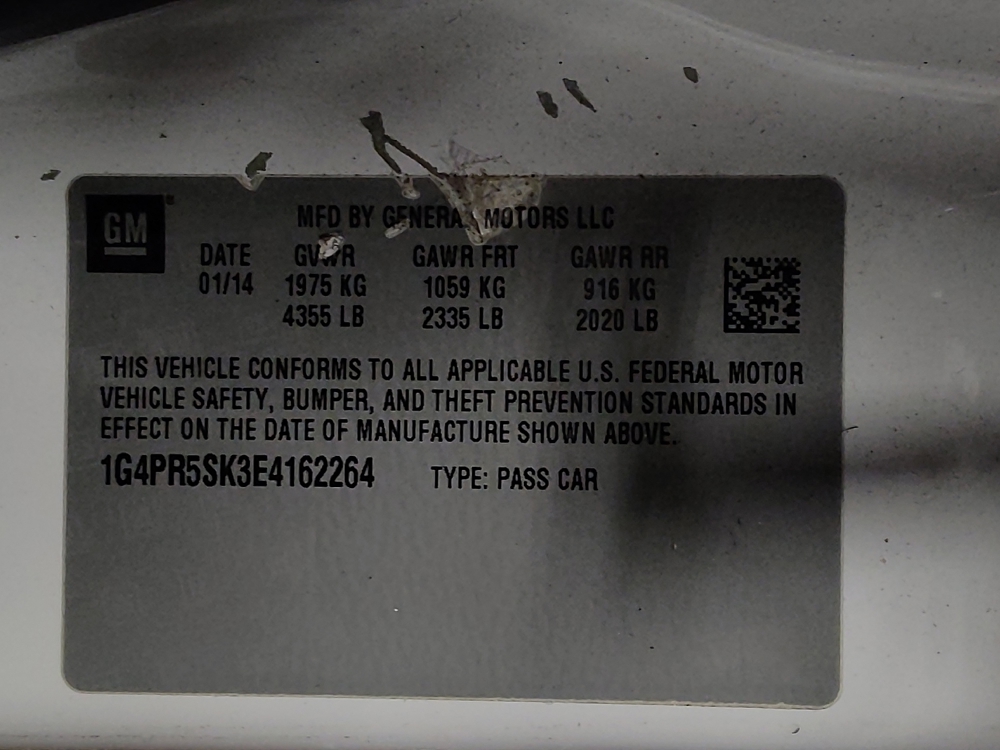 GM
MFD BY GENERAL MOTORS LLC
DATE GVWR GAWR FRT GAWR RR
01/14 1975 KG 1059 KG 916 KG
4355 LB 2335 LB 2020 LB
THIS VEHICLE CONFORMS TO ALL APPLICABLE U.S. FEDERAL MOTOR
VEHICLE SAFETY, BUMPER, AND THEFT PREVENTION STANDARDS IN
EFFECT ON THE DATE OF MANUFACTURE SHOWN ABOVE.
1G4PR5SK3E4162264 TYPE: PASS CAR